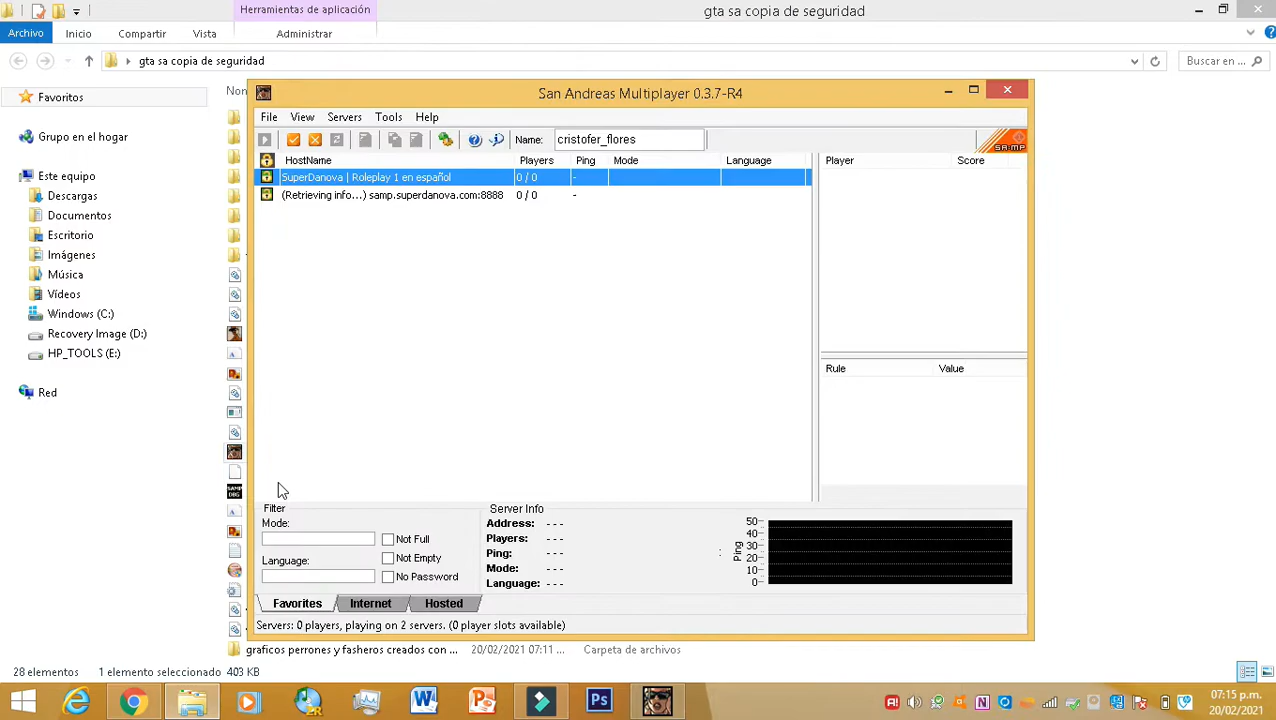 Herramientas de aplicación
gta sa copia de seguridad
Archivo Inicio Compartir Vista Administrar
gta sa copia de seguridad
Buscar en ...
Favoritos
Grupo en el hogar
Este equipo
Descargas
Documentos
Escritorio
Imágenes
Música
Vídeos
Windows (C:)
Recovery Image (D:)
HP_TOOLS (E:)
Red
Non
San Andreas Multiplayer 0.3.7-R4
File View Servers Tools Help
Name: cristofer_flores
SA:MP
HostName Players Ping Mode Language
SuperDanova | Roleplay 1 en español 0 / 0 -
(Retrieving info...) samp.superdanova.com:8888 0 / 0 -
Player Score
Rule Value
Filter
Mode:
Language:
Not Full
Not Empty
No Password
Server Info
Address: - - -
Players: - - -
Ping: - - -
Mode: - - -
Language: - - -
:
Ping
50
40
30
20
10
0
Favorites Internet Hosted
Servers: 0 players, playing on 2 servers. (0 player slots available)
graficos perrones y fasheros creados con ... 20/02/2021 07:11 ... Carpeta de archivos
28 elementos 1 elemento seleccionado 403 KB
07:15 p.m.
20/02/2021